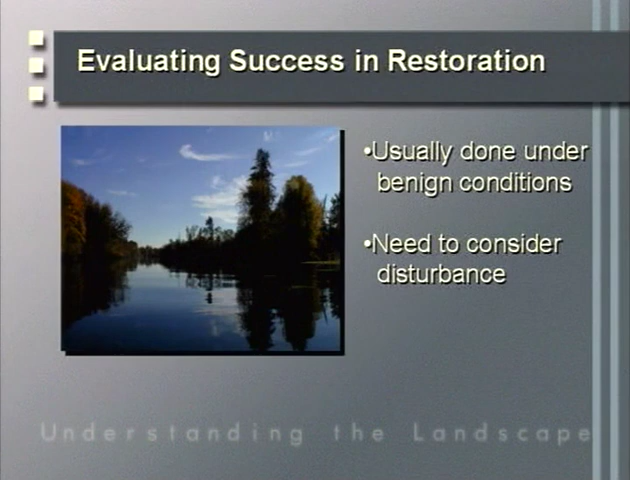 Evaluating Success in Restoration
•Usually done under
benign conditions
•Need to consider
disturbance
Understanding the Landscape